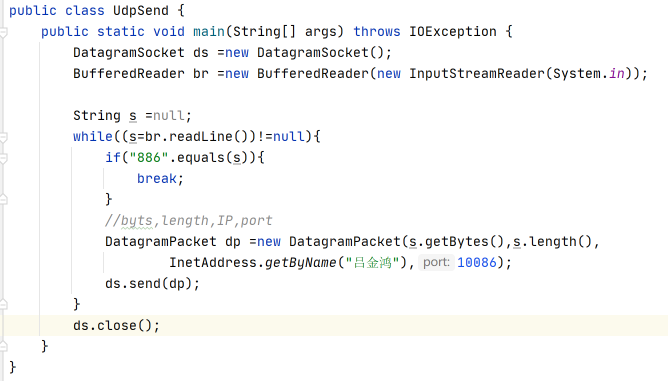 public class UdpSend {
    public static void main(String[] args) throws IOException {
        DatagramSocket ds =new DatagramSocket();
        BufferedReader br =new BufferedReader(new InputStreamReader(System.in));
        String s =null;
        while((s=br.readLine())!=null){
            if("886".equals(s)){
                break;
            }
            //byts,length,IP,port
            DatagramPacket dp =new DatagramPacket(s.getBytes(),s.length(),
                    InetAddress.getByName("吕金鸿"), port: 10086);
            ds.send(dp);
        }
        ds.close();
    }
}